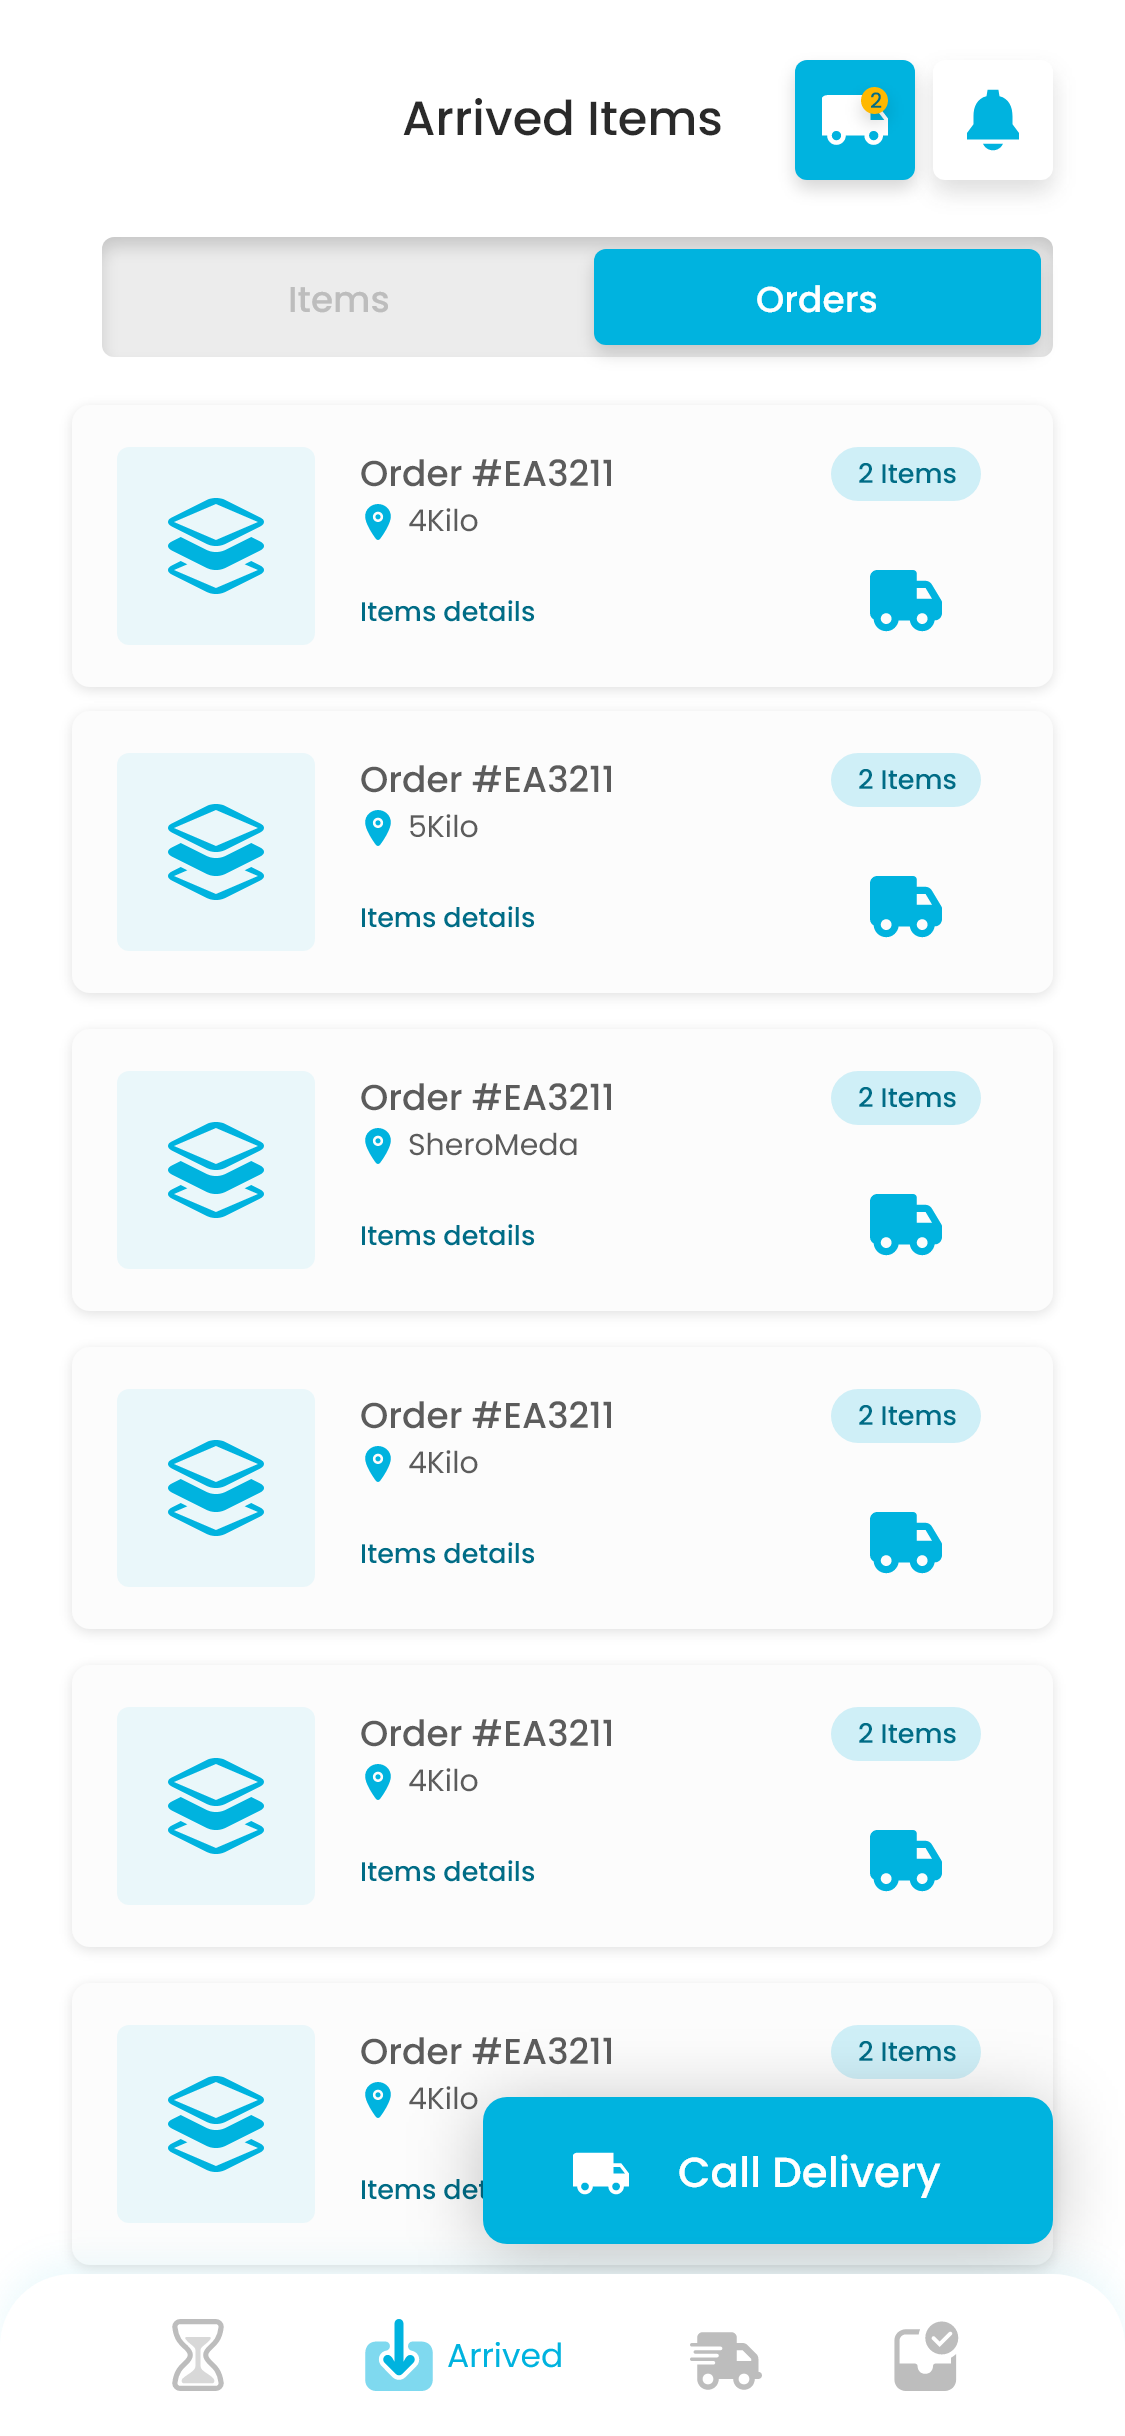 Arrived Items
2
Items
Orders
Order #EA3211
2 Items
4Kilo
Items details
Order #EA3211
2 Items
5Kilo
Items details
Order #EA3211
2 Items
SheroMeda
Items details
Order #EA3211
2 Items
4Kilo
Items details
Order #EA3211
2 Items
4Kilo
Items details
Order #EA3211
2 Items
4Kilo
Items det
Call Delivery
Arrived